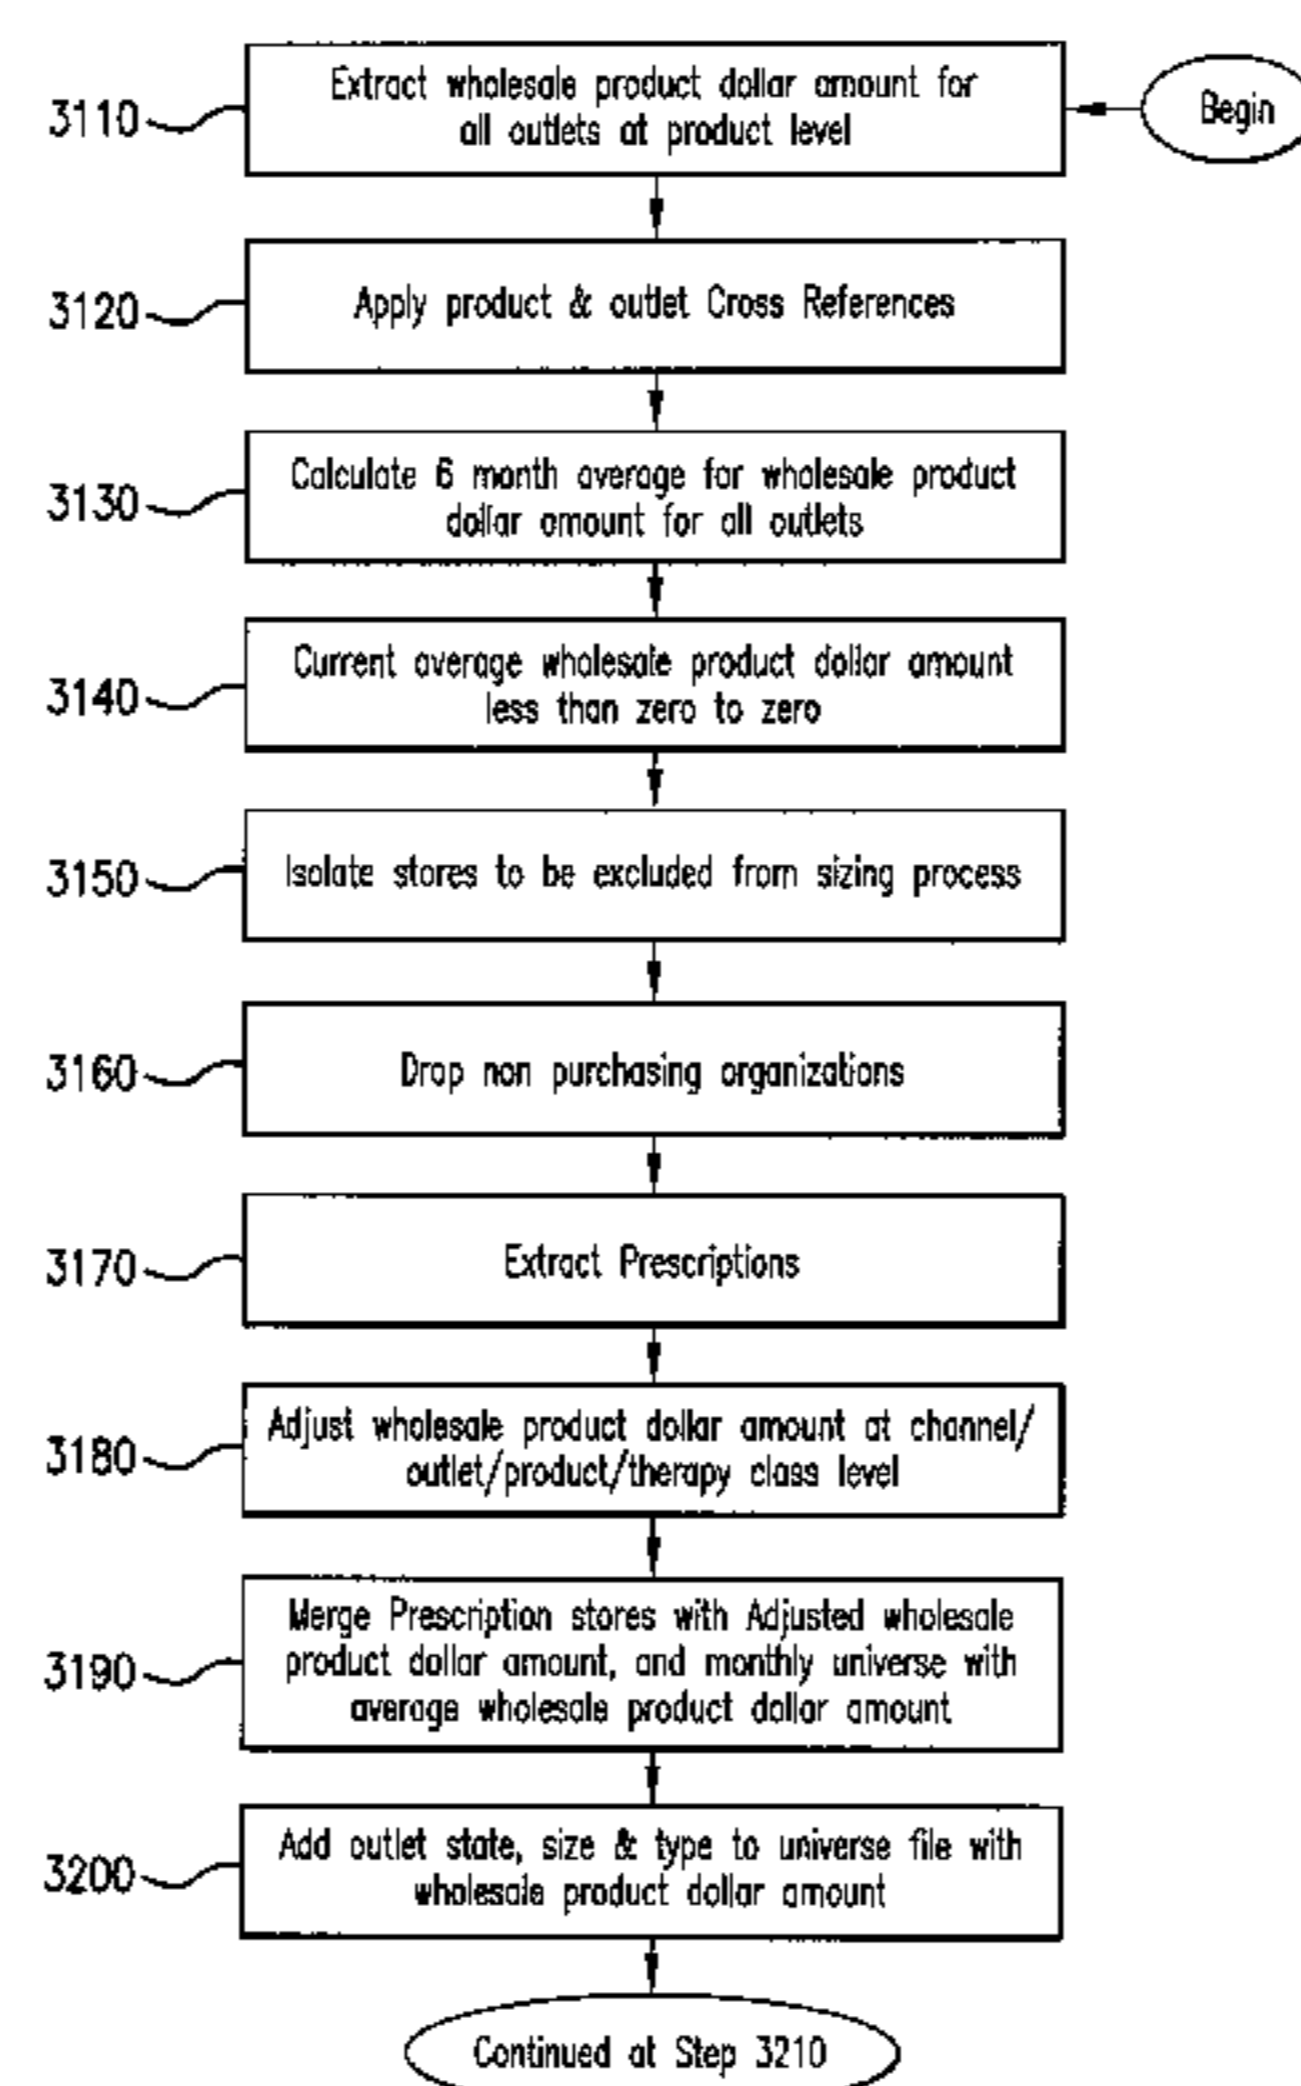 Extract wholesale product dollar amount for
all outlets at product level
Begin
3110
Apply product & outlet Cross References
3120
Calculate 6 month average for wholesale product
dollar amount for all outlets
3130
Current average wholesale product dollar amount
less than zero to zero
3140
Isolate stores to be excluded from sizing process
3150
Drop non purchasing organizations
3160
Extract Prescriptions
3170
Adjust wholesale product dollar amount at channel/
outlet/product/therapy class level
3180
Merge Prescription stores with Adjusted wholesale
product dollar amount, and monthly universe with
average wholesale product dollar amount
3190
Add outlet state, size & type to universe file with
wholesale product dollar amount
3200
Continued at Step 3210